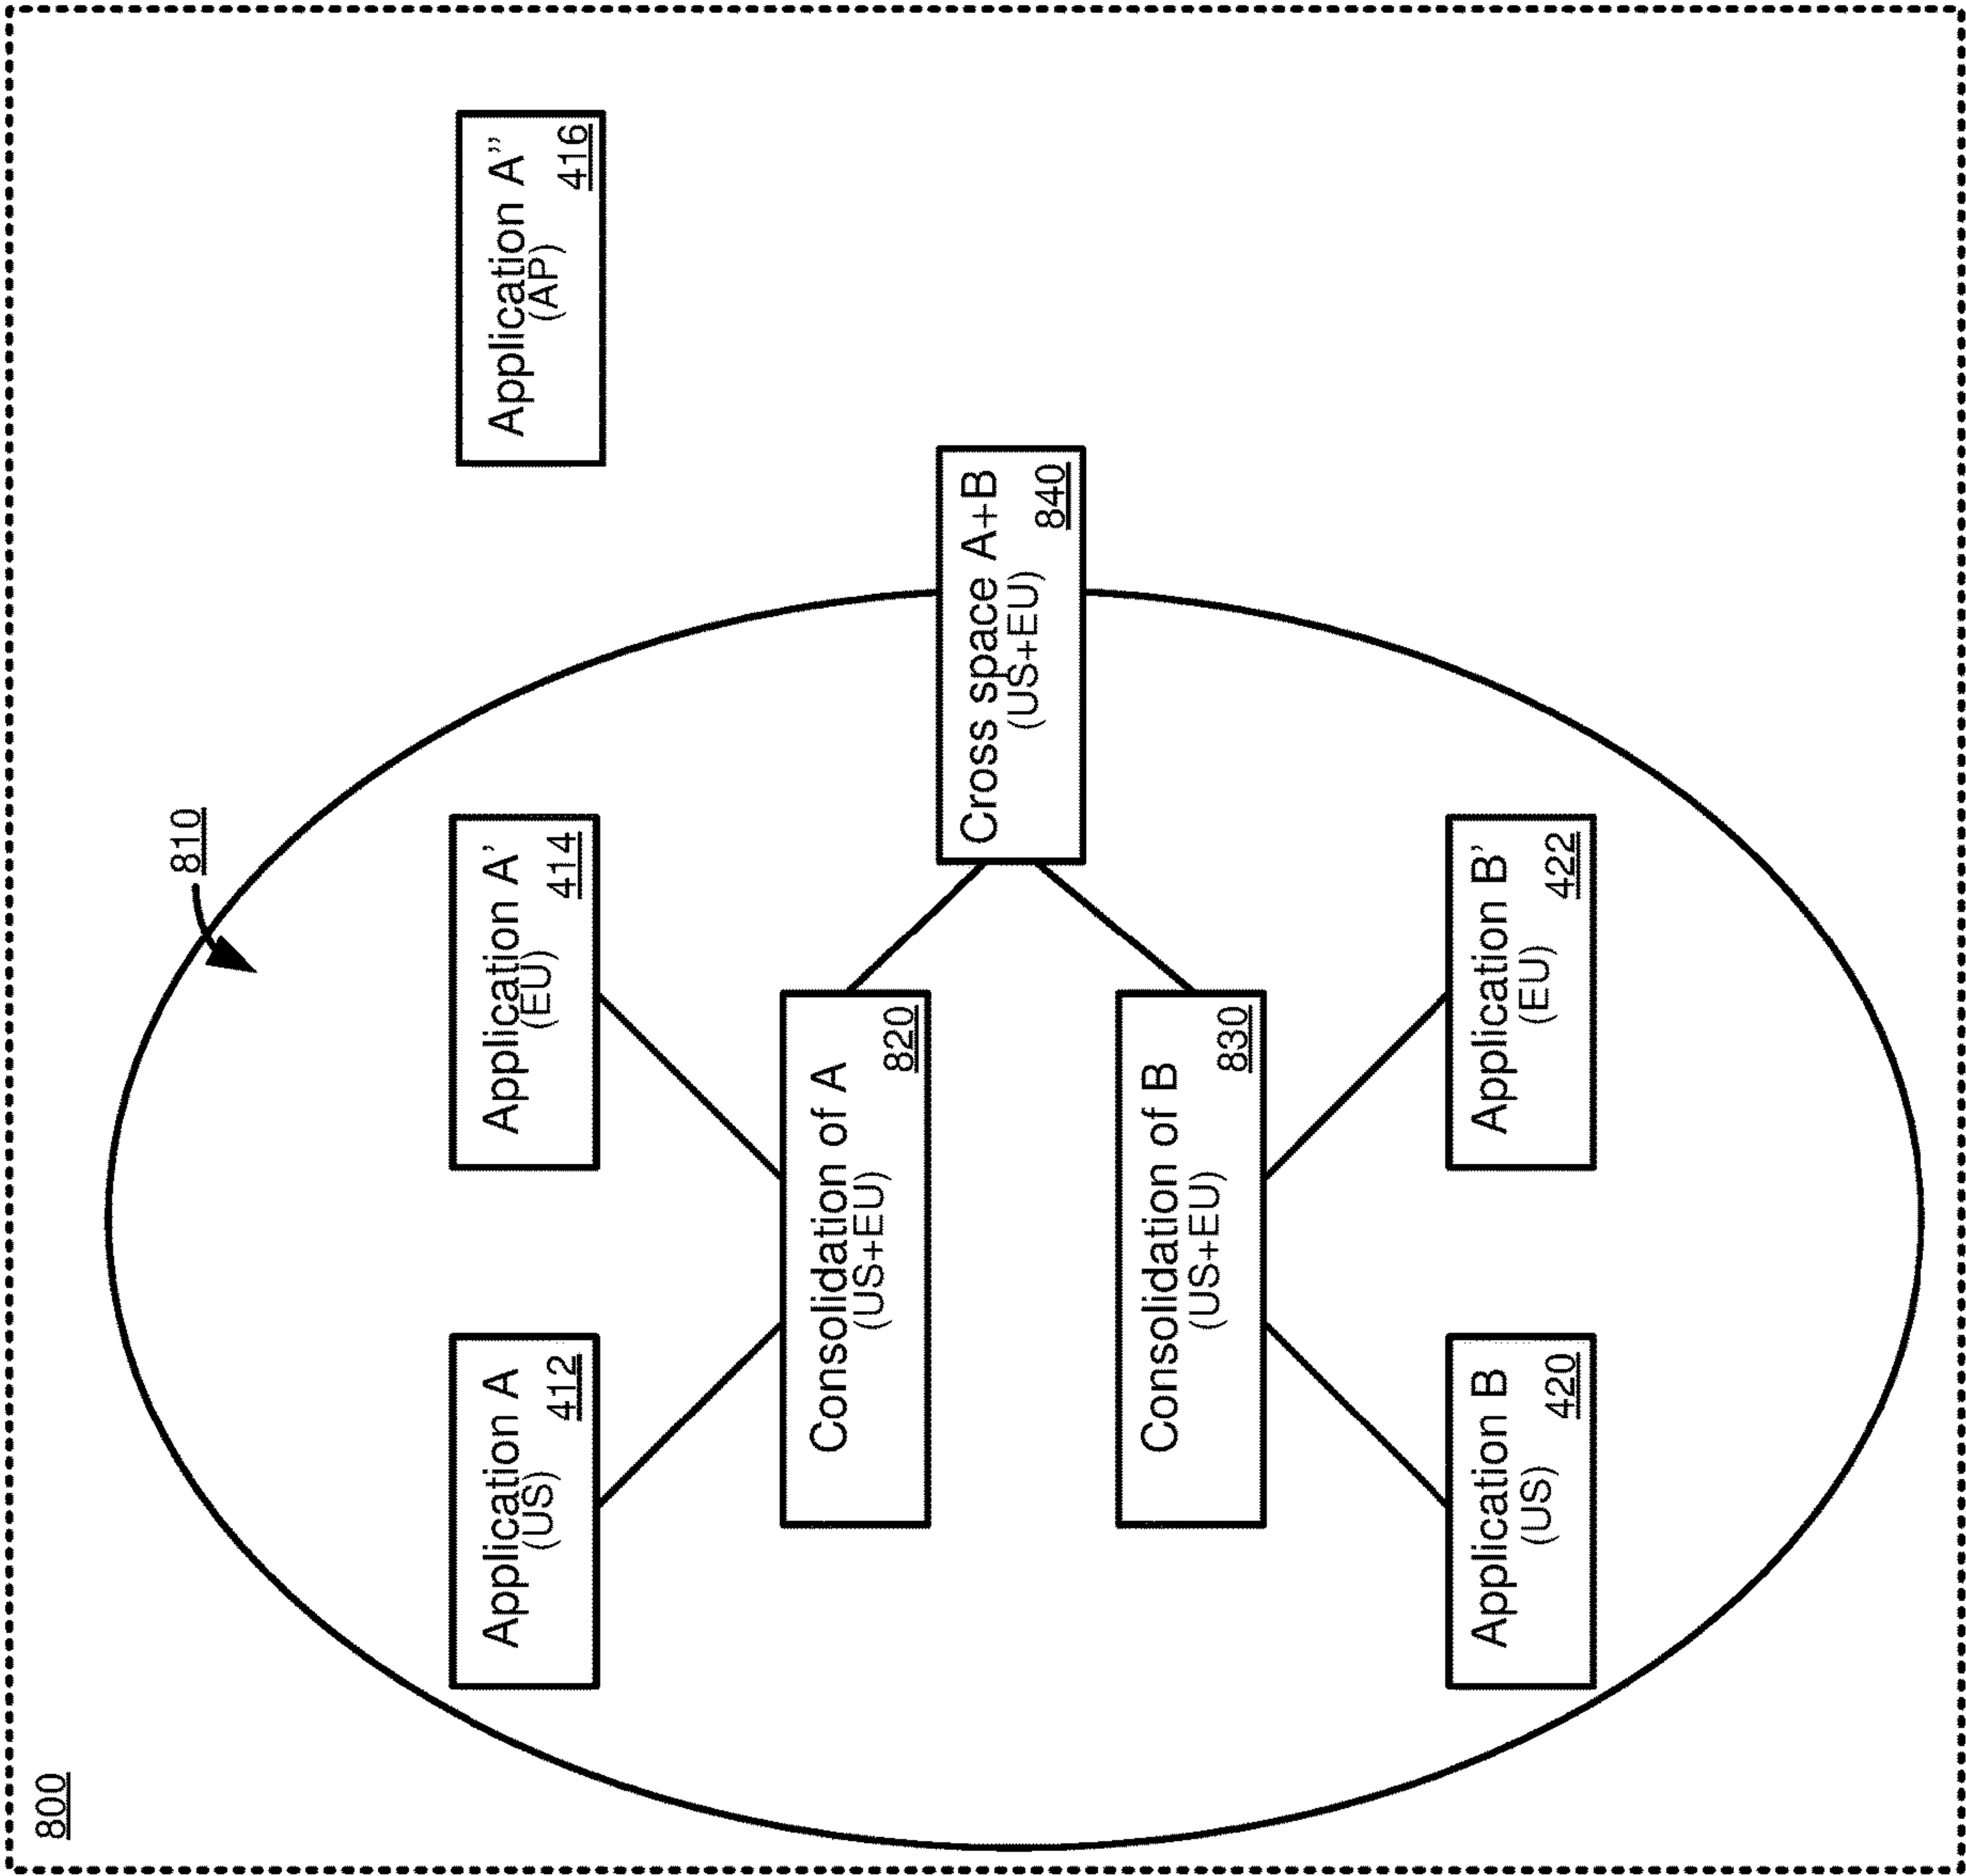 800
810
Application A
(US)
412
Application A'
(EU)
414
Application A”
(AP)
416
Consolidation of A
(US+EU)
820
Cross space A+B
(US+EU)
840
Consolidation of B
(US+EU)
830
Application B
(US)
420
Application B'
(EU)
422